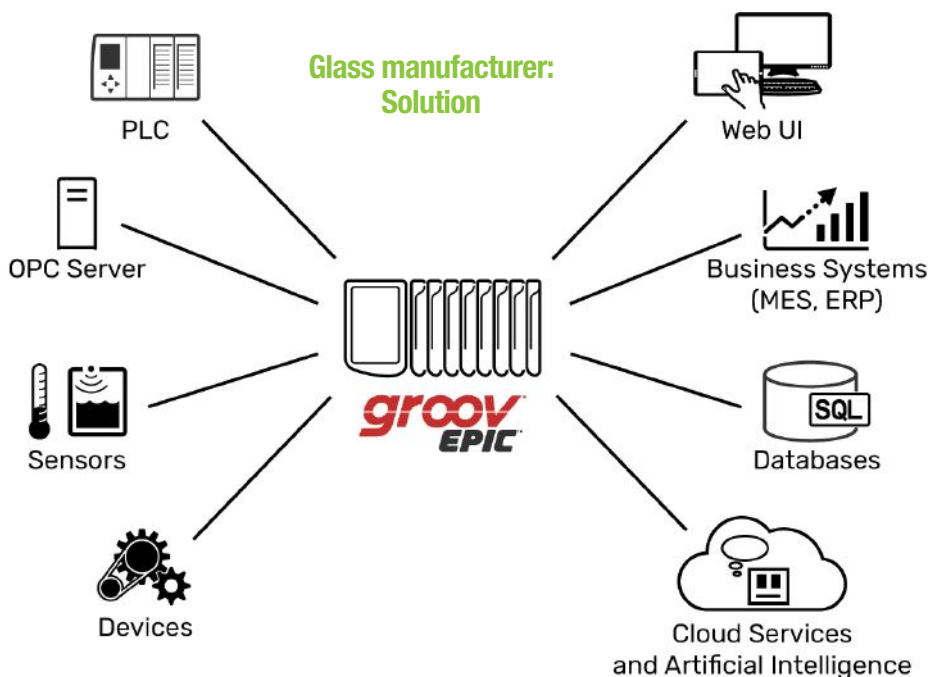 Glass manufacturer:
Solution
PLC
Web UI
OPC Server
Business Systems
(MES, ERP)
groov
EPIC
Sensors
SQL
Databases
Devices
Cloud Services
and Artificial Intelligence